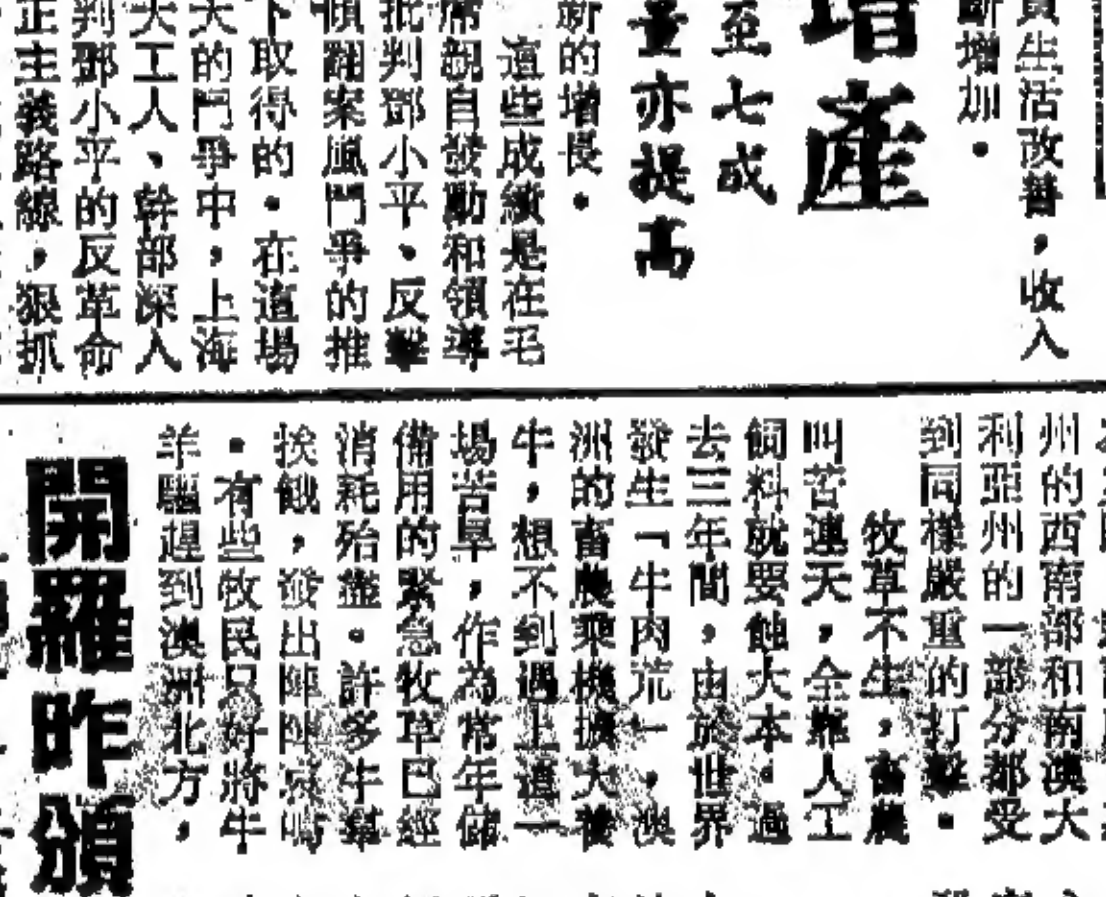 員生活改善，收入
斷增加。
增產
至七成
量亦提高
新的增長。
這些成績是在毛
席親自發動和領導
批判鄧小平、反擊
傾翻案風鬥爭的推
下取得的。在這場
大的鬥爭中，上海
大工人、幹部深入
判鄧小平的反革命
正主義路線，狠抓
州的西南部和南澳大
利亞州的一部分都受
到同樣嚴重的打擊。
牧草不生，畜農
叫苦連天，全靠人工
飼料就要蝕大本。過
去三年間，由於世界
發生「牛肉荒」，澳
洲的畜農乘機擴大養
牛，想不到遇上這一
場苦旱，作為常年儲
備用的緊急牧草已經
消耗殆盡。許多牛羣
挨餓，發出陣陣哀鳴
。有些牧民只好將牛
羊驅趕到澳洲北方，
開羅昨頒